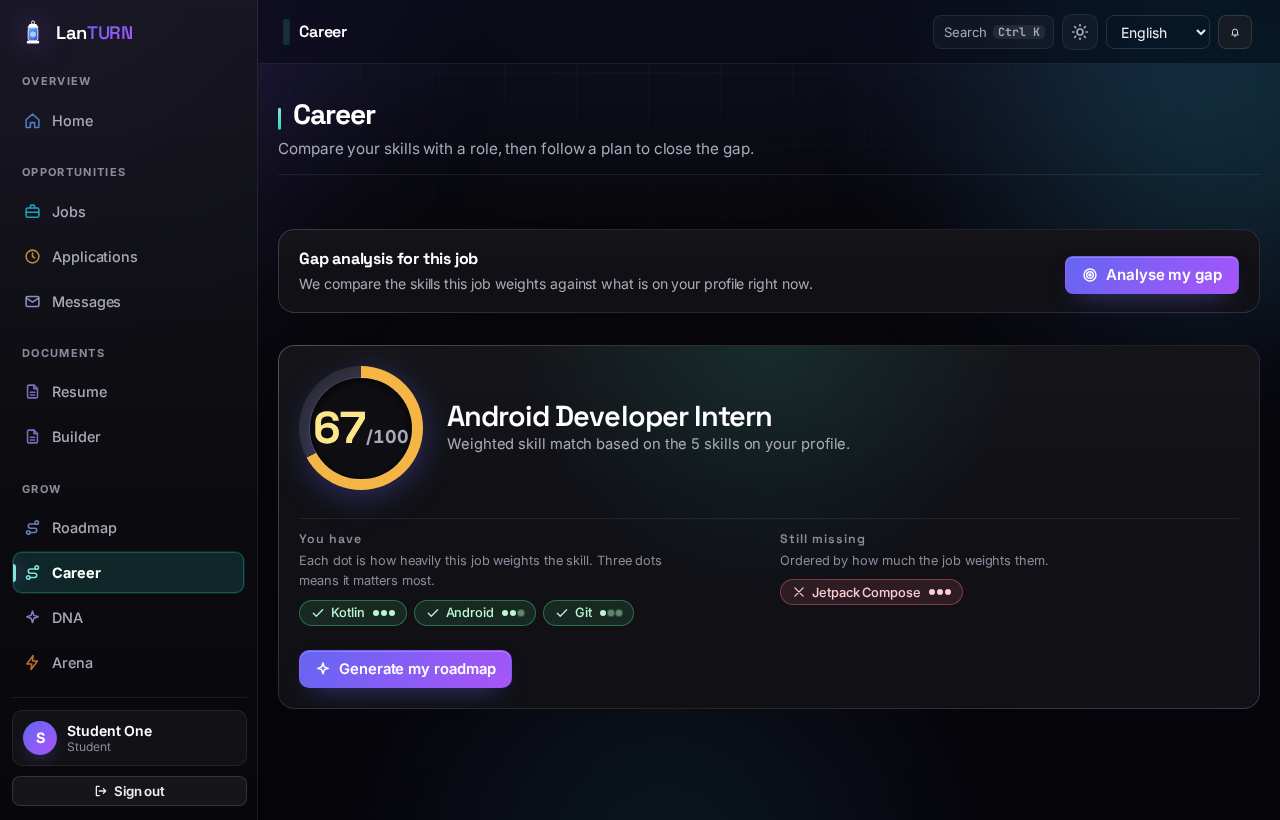 LanTURN
OVERVIEW
Home
OPPORTUNITIES
Jobs
Applications
Messages
DOCUMENTS
Resume
Builder
GROW
Roadmap
Career
DNA
Arena
S
Student One
Student
Sign out
Career
Search Ctrl K
English
Career
Compare your skills with a role, then follow a plan to close the gap.
Gap analysis for this job
We compare the skills this job weights against what is on your profile right now.
Analyse my gap
67/100
Android Developer Intern
Weighted skill match based on the 5 skills on your profile.
You have
Each dot is how heavily this job weights the skill. Three dots
means it matters most.
Kotlin
Android
Git
Still missing
Ordered by how much the job weights them.
Jetpack Compose
Generate my roadmap